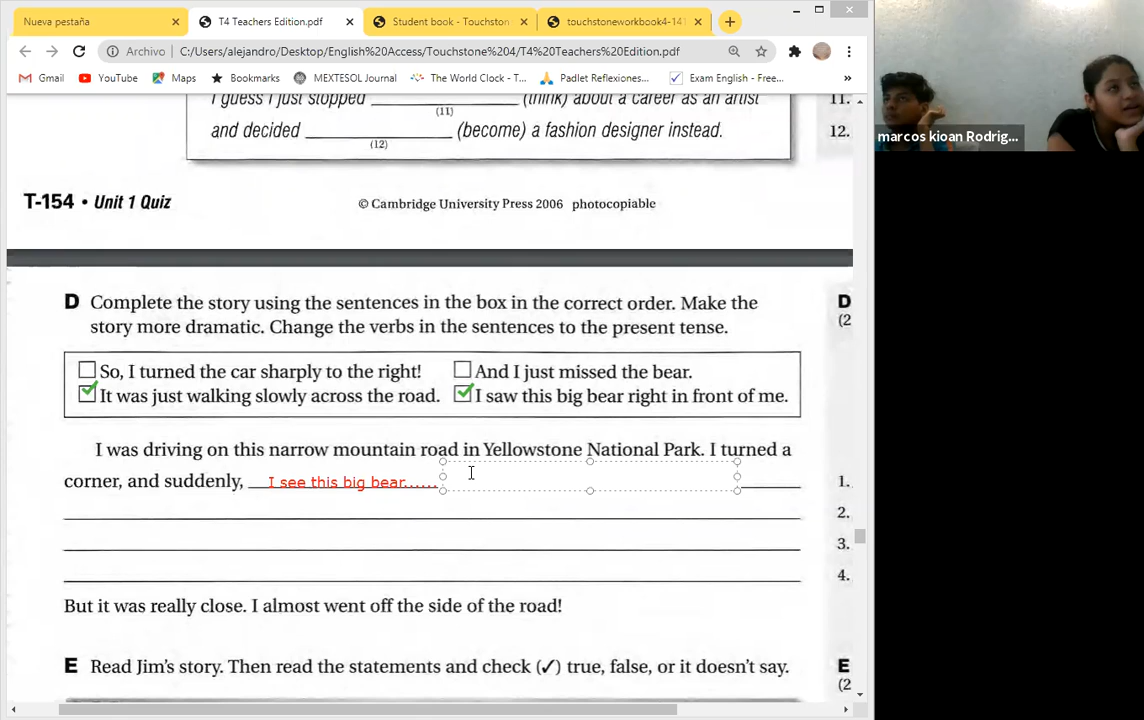 Nueva pestaña
T4 Teachers Edition.pdf
Student book - Touchston
touchstoneworkbook4-141
Archivo
C:/Users/alejandro/Desktop/English%20Access/Touchstone%204/T4%20Teachers%20Edition.pdf
Gmail
YouTube
Maps
Bookmarks
MEXTESOL Journal
The World Clock - T...
Padlet Reflexiones...
Exam English - Free...
»
marcos kioan Rodrig...
I guess I just stopped ____ (think) about a career as an artist
(11)
11.
and decided ____ (become) a fashion designer instead.
(12)
12.
T-154 • Unit 1 Quiz
© Cambridge University Press 2006 photocopiable
D Complete the story using the sentences in the box in the correct order. Make the
story more dramatic. Change the verbs in the sentences to the present tense.
D
(2
So, I turned the car sharply to the right!
And I just missed the bear.
It was just walking slowly across the road.
I saw this big bear right in front of me.
I was driving on this narrow mountain road in Yellowstone National Park. I turned a
corner, and suddenly, I see this big bear......
1.
2.
3.
4.
But it was really close. I almost went off the side of the road!
E Read Jim's story. Then read the statements and check (✓) true, false, or it doesn't say.
E
(2